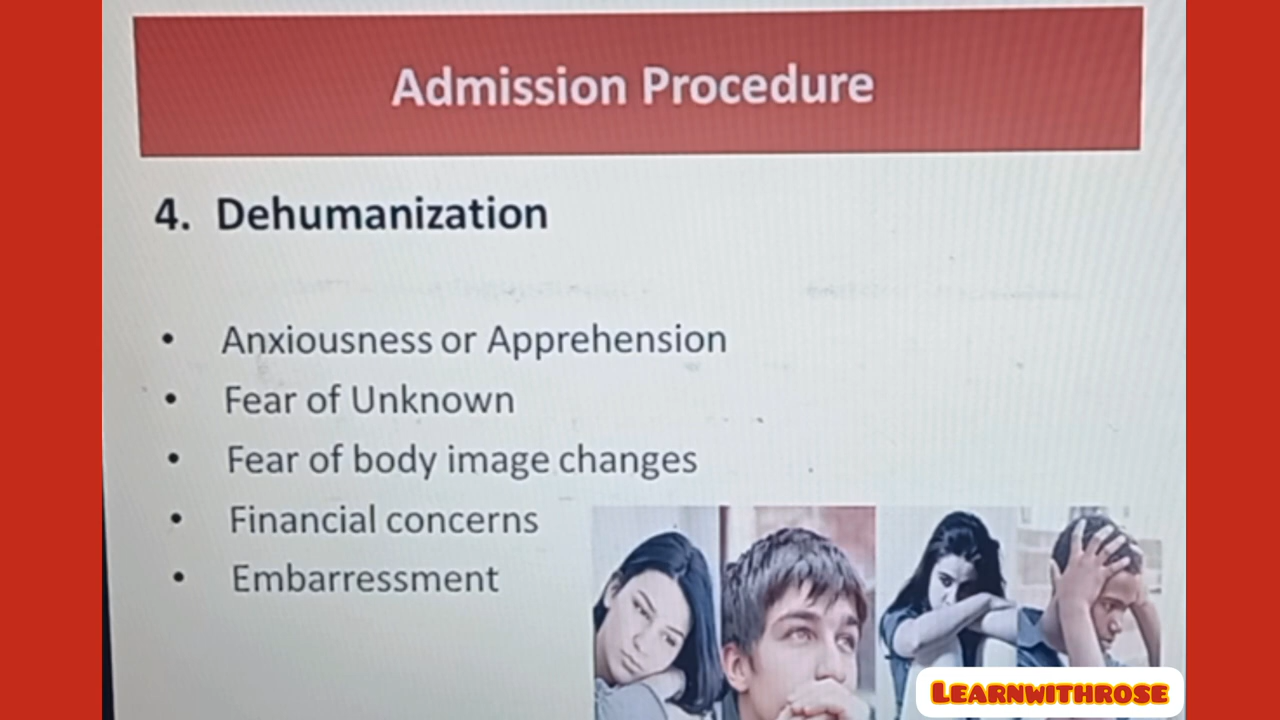 Admission Procedure
4. Dehumanization
• Anxiousness or Apprehension
• Fear of Unknown
• Fear of body image changes
• Financial concerns
• Embarressment
LEARNWITHROSE